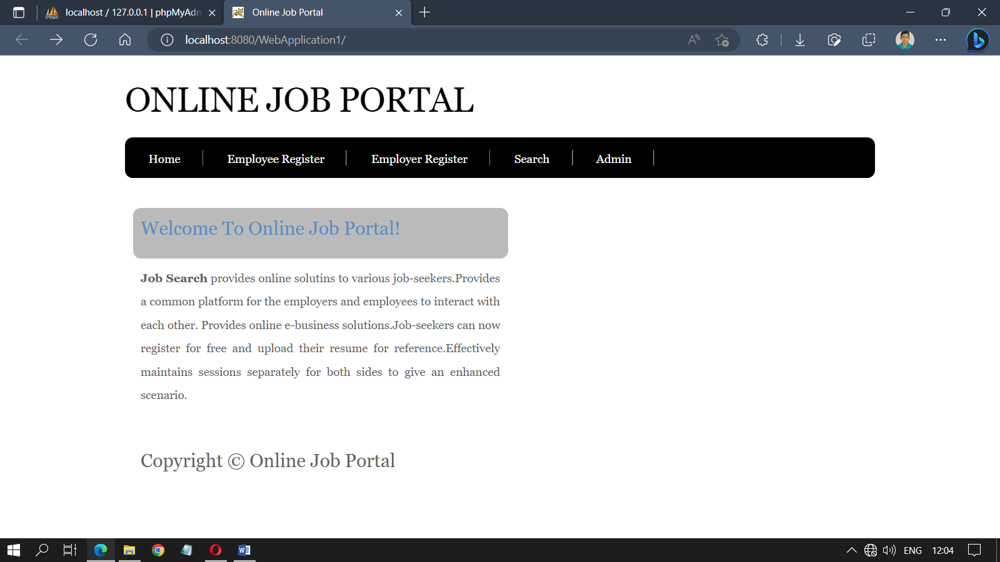 localhost / 127.0.0.1 | phpMyAdm
Online Job Portal
localhost:8080/WebApplication1/
ONLINE JOB PORTAL
Home
Employee Register
Employer Register
Search
Admin
Welcome To Online Job Portal!
Job Search provides online solutins to various job-seekers.Provides
a common platform for the employers and employees to interact with
each other. Provides online e-business solutions.Job-seekers can now
register for free and upload their resume for reference.Effectively
maintains sessions separately for both sides to give an enhanced
scenario.
Copyright © Online Job Portal
ENG
12:04